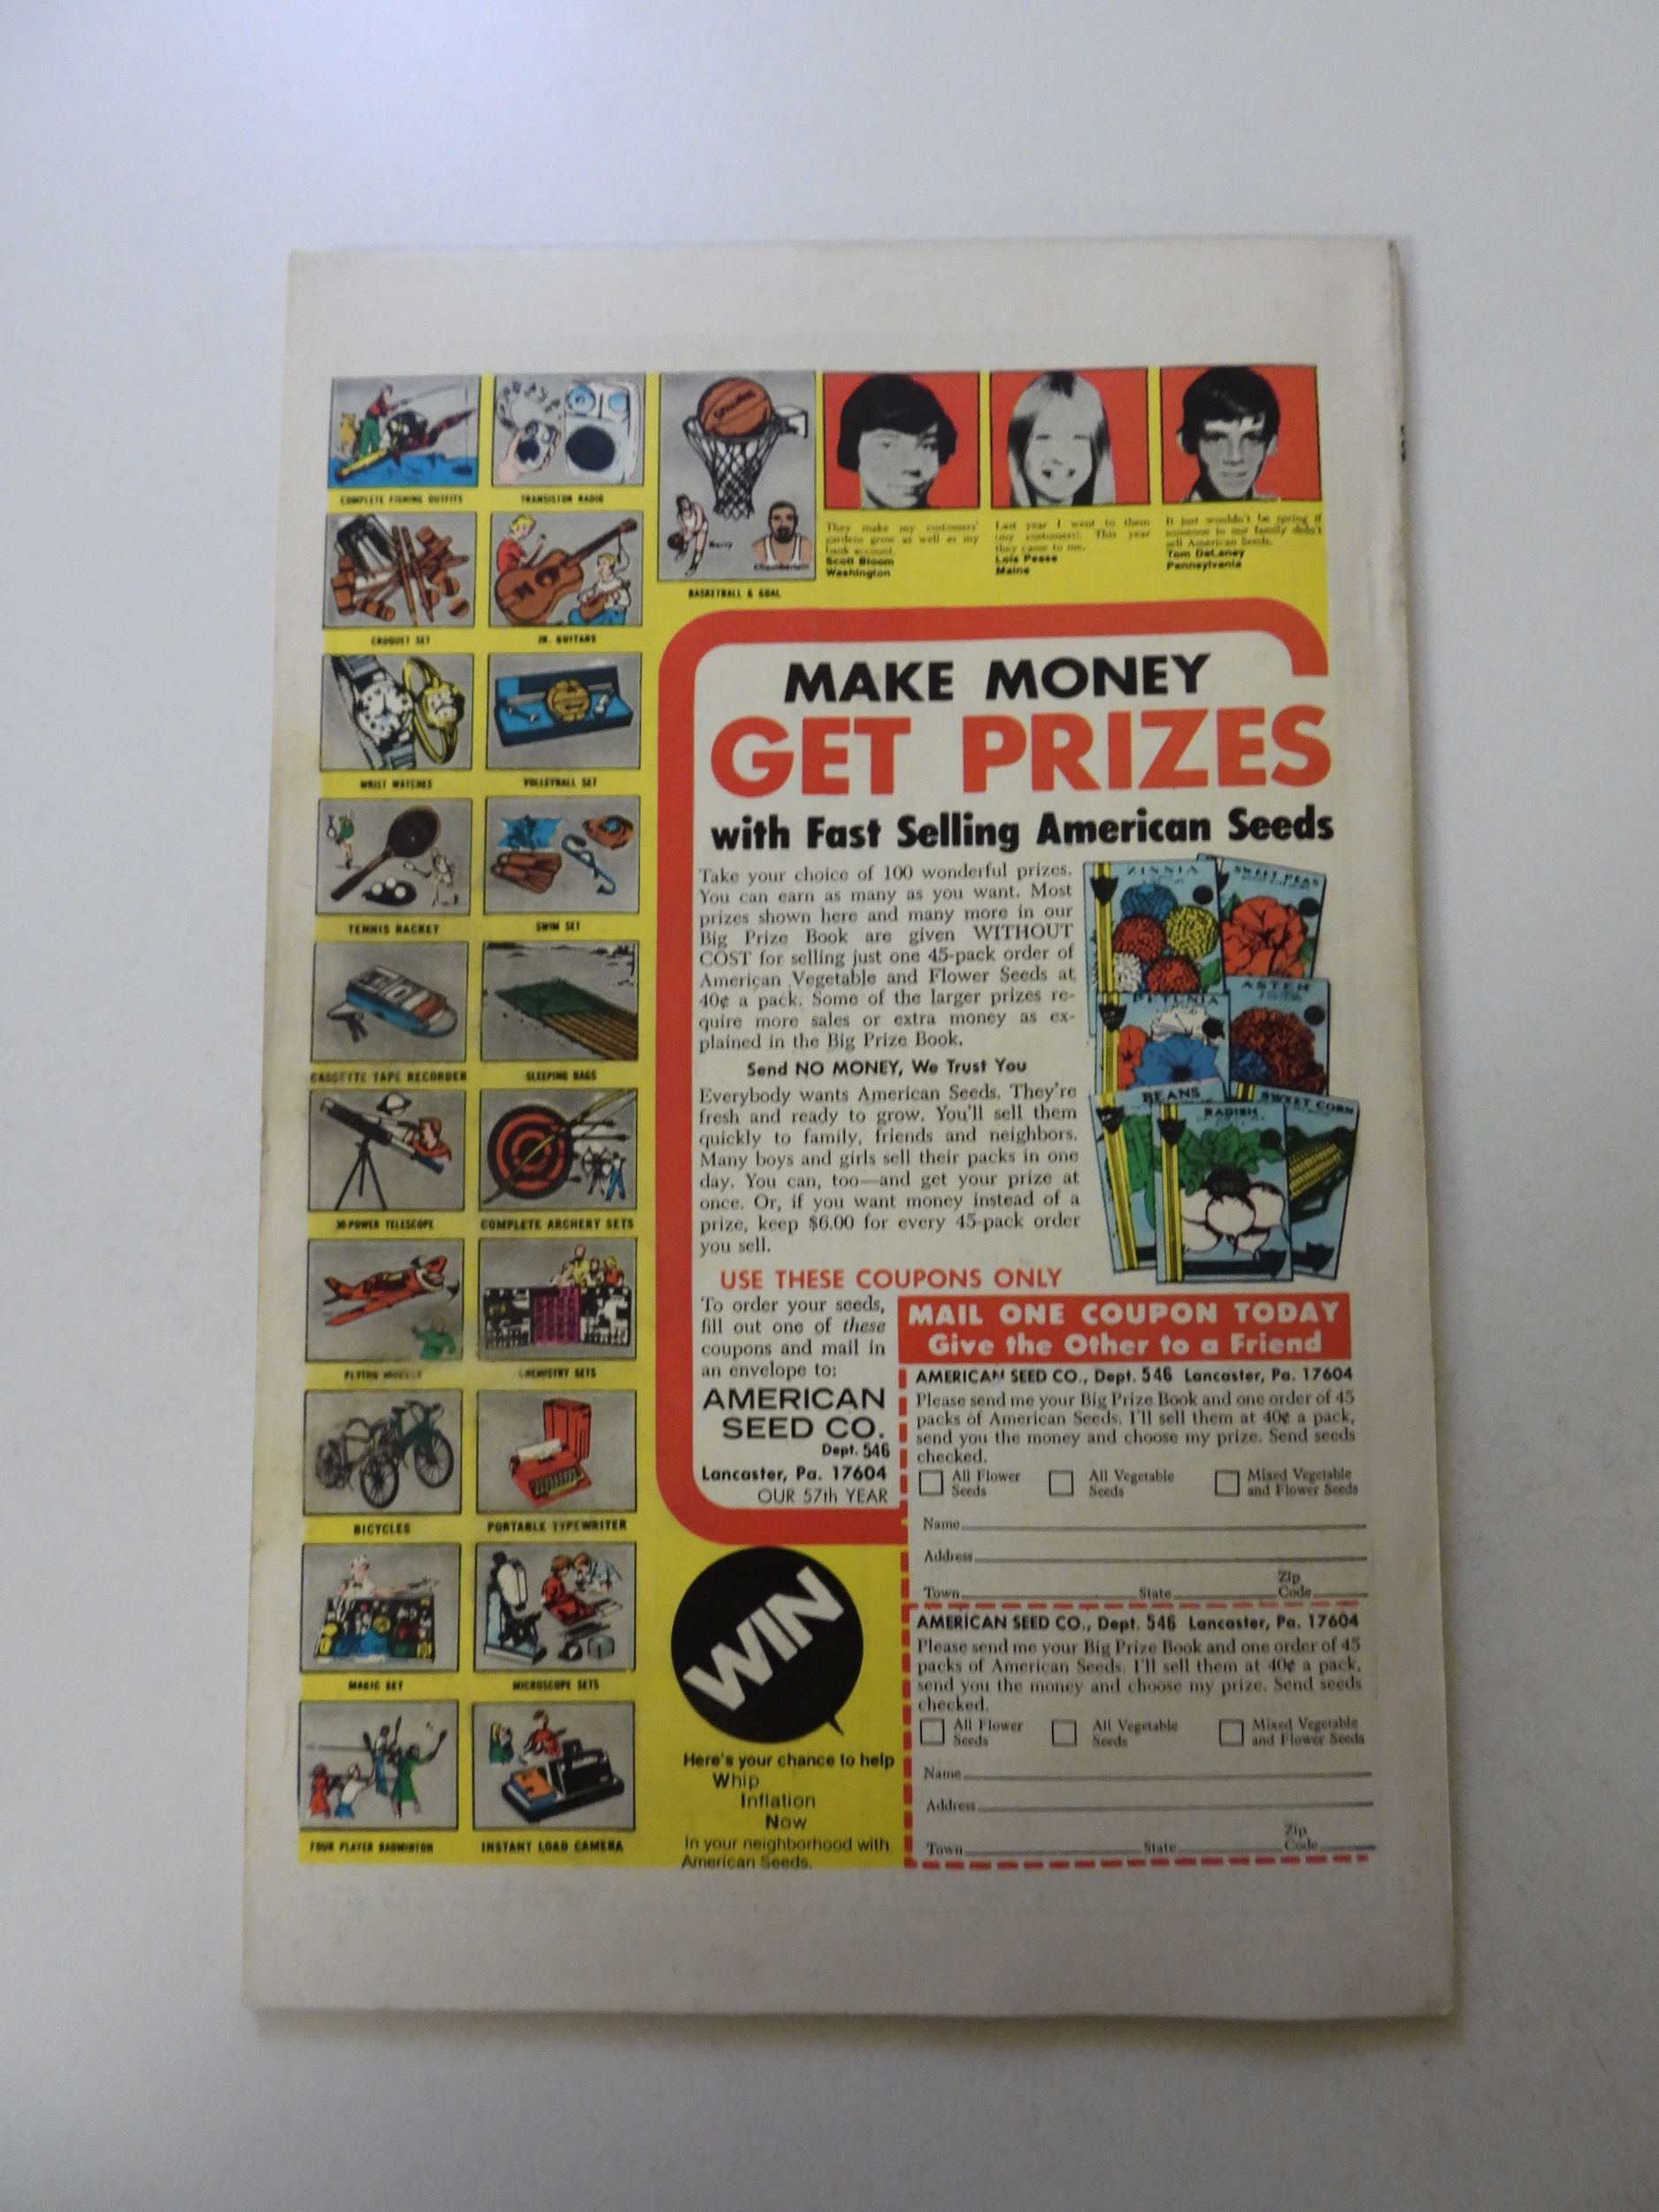 COMPLETE FISHING OUTFITS
TRANSISTOR RADIO
CROQUET SET
JR. GUITARS
WRIST WATCHES
VOLLEYBALL SET
TENNIS RACKET
SWIM SET
CASSETTE TAPE RECORDER
SLEEPING BAGS
30-POWER TELESCOPE
COMPLETE ARCHERY SETS
FLYING
CHEMISTRY SETS
BICYCLES
PORTABLE TYPEWRITER
MAGIC SET
MICROSCOPE SETS
FOUR PLAYER BADMINTON
INSTANT LOAD CAMERA
SPALDING
Barry
Chamberlain
BASKETBALL & GOAL
They make my customers'
gardens grow as well as my
bank account.
Scott Bloom
Washington
Last year I went to them
(my customers). This year
they came to me.
Lois Pease
Maine
It just wouldn't be spring if
someone in our family didn't
sell American Seeds.
Tom DeLaney
Pennsylvania
MAKE MONEY
GET PRIZES
with Fast Selling American Seeds
Take your choice of 100 wonderful prizes.
You can earn as many as you want. Most
prizes shown here and many more in our
Big Prize Book are given WITHOUT
COST for selling just one 45-pack order of
American Vegetable and Flower Seeds at
40¢ a pack. Some of the larger prizes re-
quire more sales or extra money as ex-
plained in the Big Prize Book.
Send NO MONEY, We Trust You
Everybody wants American Seeds. They're
fresh and ready to grow. You'll sell them
quickly to family, friends and neighbors.
Many boys and girls sell their packs in one
day. You can, too—and get your prize at
once. Or, if you want money instead of a
prize, keep $6.00 for every 45-pack order
you sell.
ZINNIA
SWEET PEAS
PETUNIA
ASTER
BEANS
RADISH
SWEET CORN
USE THESE COUPONS ONLY
To order your seeds,
fill out one of these
coupons and mail in
an envelope to:
AMERICAN
SEED CO.
Dept. 546
Lancaster, Pa. 17604
OUR 57th YEAR
MAIL ONE COUPON TODAY
Give the Other to a Friend
AMERICAN SEED CO., Dept. 546 Lancaster, Pa. 17604
Please send me your Big Prize Book and one order of 45
packs of American Seeds. I'll sell them at 40¢ a pack,
send you the money and choose my prize. Send seeds
checked.
All Flower Seeds
All Vegetable Seeds
Mixed Vegetable and Flower Seeds
Name
Address
Town State Zip Code
AMERICAN SEED CO., Dept. 546 Lancaster, Pa. 17604
Please send me your Big Prize Book and one order of 45
packs of American Seeds. I'll sell them at 40¢ a pack,
send you the money and choose my prize. Send seeds
checked.
All Flower Seeds
All Vegetable Seeds
Mixed Vegetable and Flower Seeds
Name
Address
Town State Zip Code
WIN
Here's your chance to help
Whip
Inflation
Now
In your neighborhood with
American Seeds.